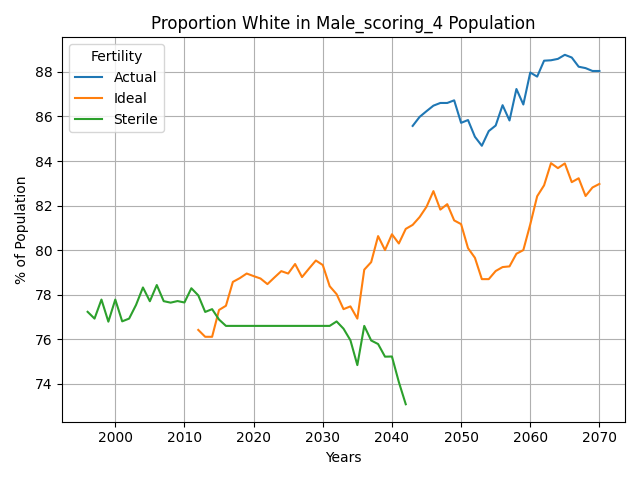 Proportion White in Male_scoring_4 Population
Fertility
Actual
Ideal
Sterile
% of Population
88
86
84
82
80
78
76
74
2000
2010
2020
2030
2040
2050
2060
2070
Years